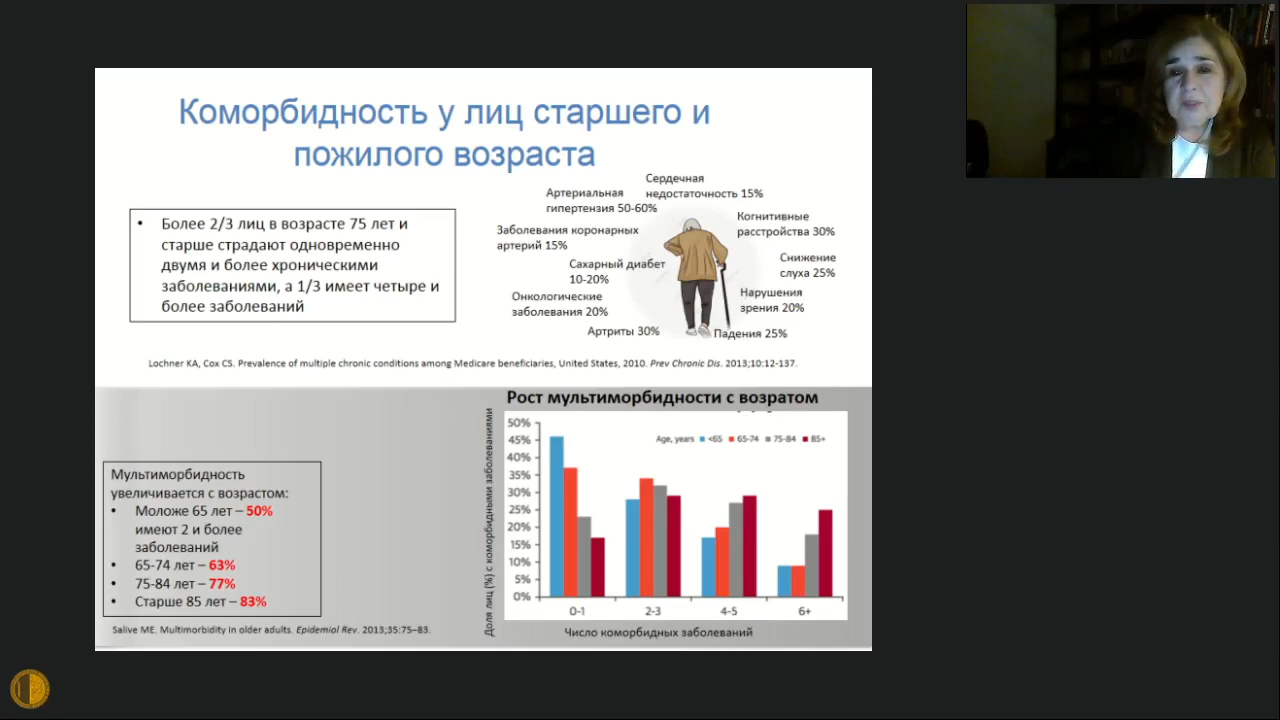 Коморбидность у лиц старшего и
пожилого возраста
• Более 2/3 лиц в возрасте 75 лет и
старше страдают одновременно
двумя и более хроническими
заболеваниями, а 1/3 имеет четыре и
более заболеваний
Сердечная
недостаточность 15%
Артериальная
гипертензия 50-60%
Когнитивные
расстройства 30%
Заболевания коронарных
артерий 15%
Снижение
слуха 25%
Сахарный диабет
10-20%
Нарушения
зрения 20%
Онкологические
заболевания 20%
Артриты 30%
Падения 25%
Lochner KA, Cox CS. Prevalence of multiple chronic conditions among Medicare beneficiaries, United States, 2010. Prev Chronic Dis. 2013;10:12-137.
Мультиморбидность
увеличивается с возрастом:
• Моложе 65 лет – 50%
имеют 2 и более
заболеваний
• 65-74 лет – 63%
• 75-84 лет – 77%
• Старше 85 лет – 83%
Salive ME. Multimorbidity in older adults. Epidemiol Rev. 2013;35:75–83.
Рост мультиморбидности с возратом
Доля лиц (%) с коморбидными заболеваниями
Age, years <65 65-74 75-84 85+
50%
45%
40%
35%
30%
25%
20%
15%
10%
5%
0%
0-1 2-3 4-5 6+
Число коморбидных заболеваний